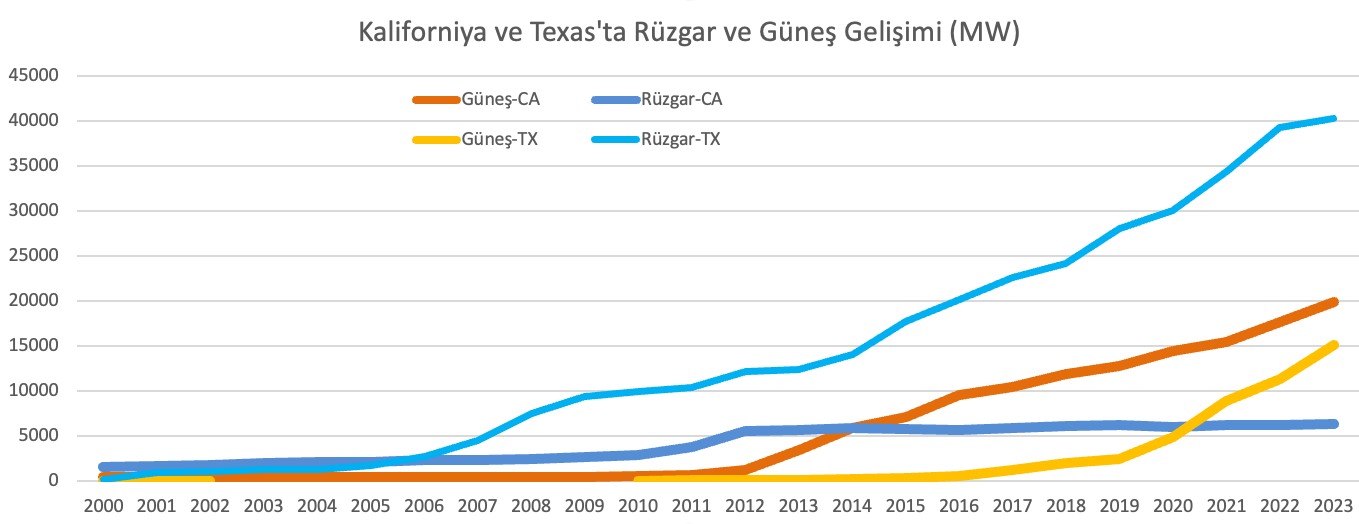 Kaliforniya ve Texas'ta Rüzgar ve Güneş Gelişimi (MW)
45000
Güneş-CA Rüzgar-CA
40000
Güneş-TX Rüzgar-TX
35000
30000
25000
20000
15000
10000
5000
0
2000 2001 2002 2003 2004 2005 2006 2007 2008 2009 2010 2011 2012 2013 2014 2015 2016 2017 2018 2019 2020 2021 2022 2023